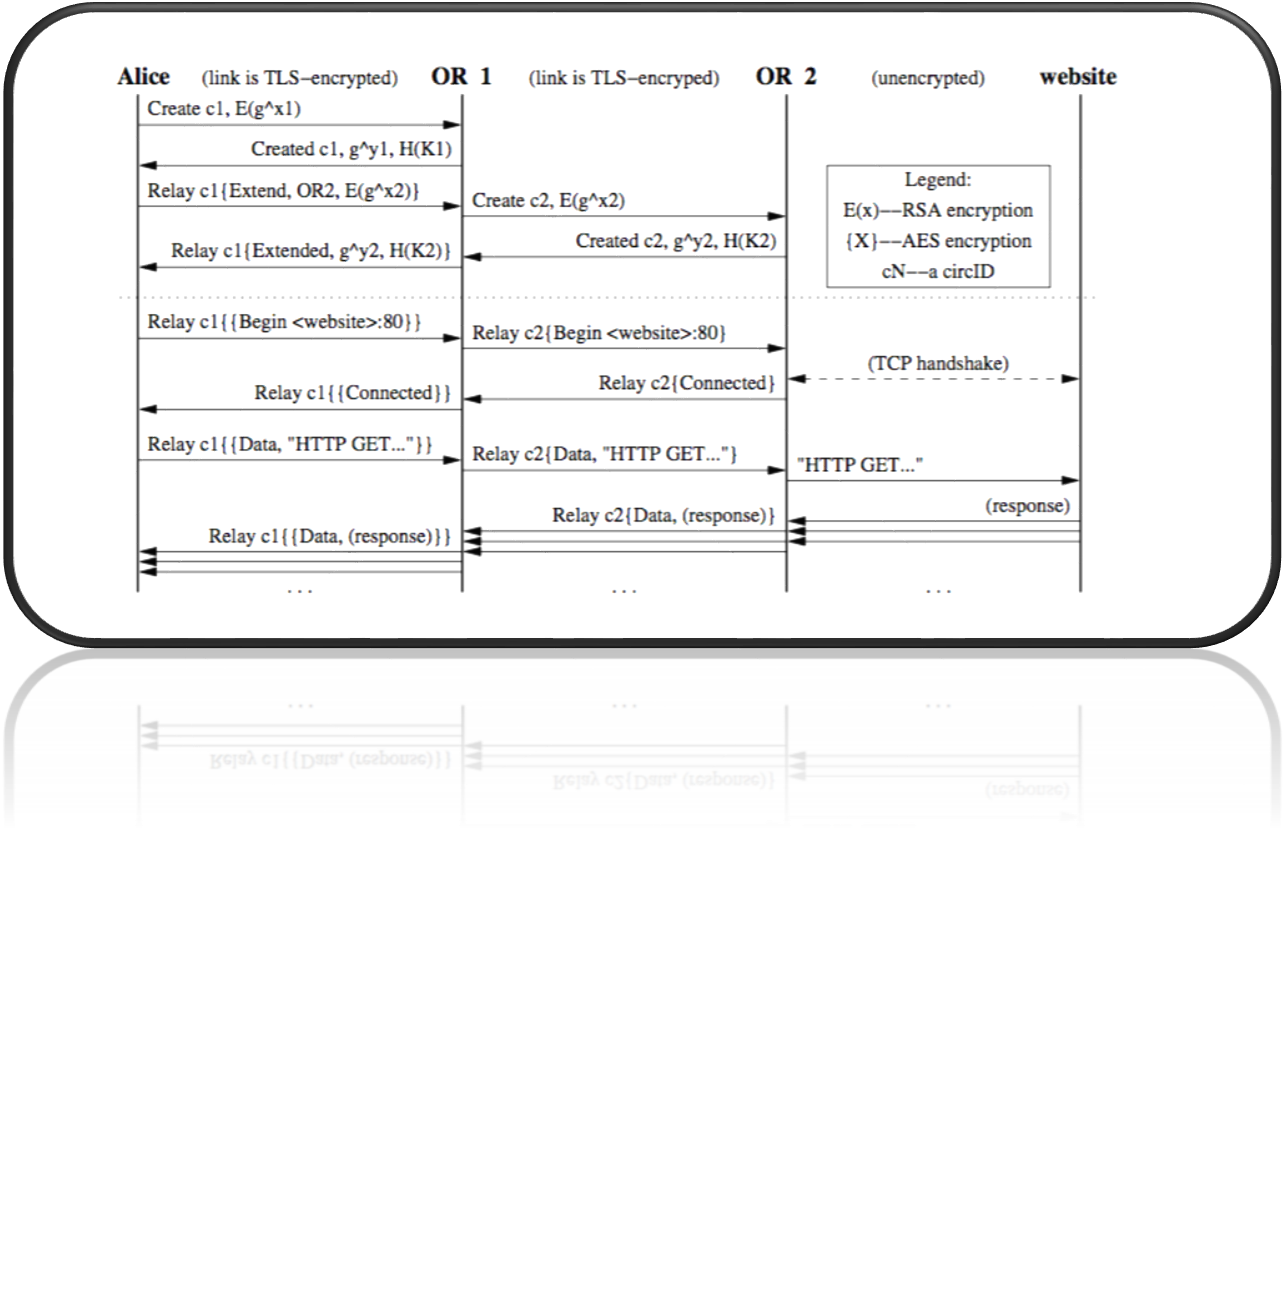 Alice (link is TLS–encrypted) OR 1 (link is TLS–encryped) OR 2 (unencrypted) website
Create c1, E(g^x1)
Created c1, g^y1, H(K1)
Relay c1{Extend, OR2, E(g^x2)}
Create c2, E(g^x2)
Created c2, g^y2, H(K2)
Relay c1{Extended, g^y2, H(K2)}
Legend:
E(x)––RSA encryption
{X}––AES encryption
cN––a circID
Relay c1{{Begin <website>:80}}
Relay c2{Begin <website>:80}
(TCP handshake)
Relay c2{Connected}
Relay c1{{Connected}}
Relay c1{{Data, "HTTP GET..."}}
Relay c2{Data, "HTTP GET..."}
"HTTP GET..."
(response)
Relay c2{Data, (response)}
Relay c1{{Data, (response)}}
. . . . . . . . .